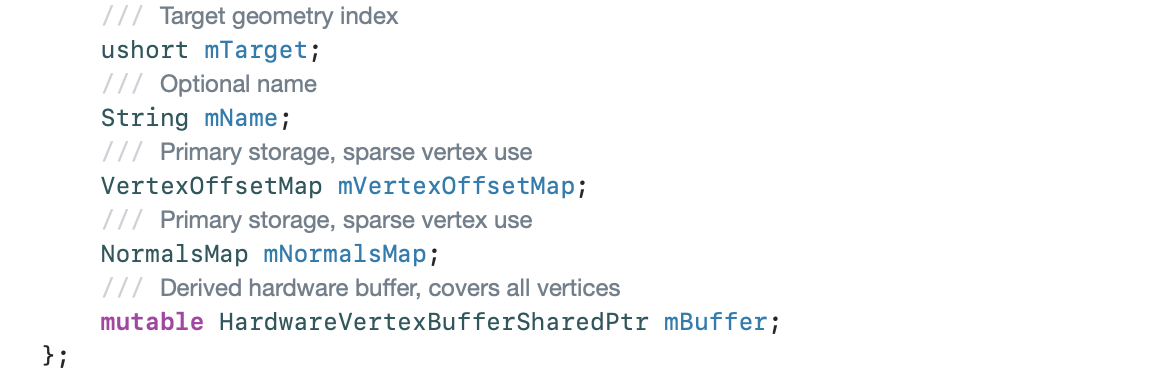 /// Target geometry index
ushort mTarget;
/// Optional name
String mName;
/// Primary storage, sparse vertex use
VertexOffsetMap mVertexOffsetMap;
/// Primary storage, sparse vertex use
NormalsMap mNormalsMap;
/// Derived hardware buffer, covers all vertices
mutable HardwareVertexBufferSharedPtr mBuffer;
};